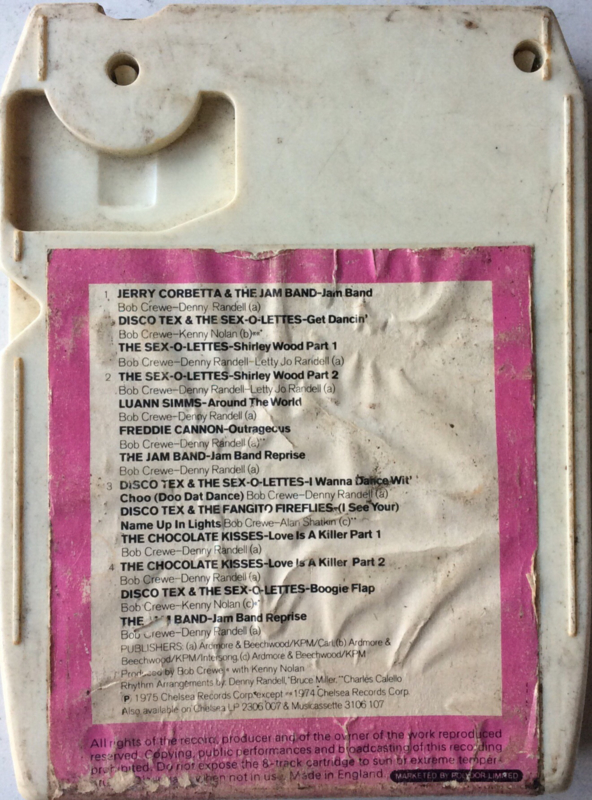 1 JERRY CORBETTA & THE JAM BAND-Jam Band
Bob Crewe-Denny Randell (a)
DISCO TEX & THE SEX-O-LETTES-Get Dancin'
Bob Crewe-Kenny Nolan (b)**
THE SEX-O-LETTES-Shirley Wood Part 1
Bob Crewe-Denny Randell-Letty Jo Randell (a)
2 THE SEX-O-LETTES-Shirley Wood Part 2
Bob Crewe-Denny Randell-Letty Jo Randell (a)
LUANN SIMMS-Around The World
Bob Crewe-Denny Randell (a)
FREDDIE CANNON-Outrageous
Bob Crewe-Denny Randell (a)
THE JAM BAND-Jam Band Reprise
Bob Crewe-Denny Randell (a)
3 DISCO TEX & THE SEX-O-LETTES-I Wanna Dance Wit'
Choo (Doo Dat Dance) Bob Crewe-Denny Randell (a)
DISCO TEX & THE FANGITO FIREFLIES-(I See Your)
Name Up In Lights Bob Crewe-Alan Shatkin (c)
THE CHOCOLATE KISSES-Love Is A Killer Part 1
Bob Crewe-Denny Randell (a)
4 THE CHOCOLATE KISSES-Love Is A Killer Part 2
Bob Crewe-Denny Randell (a)
DISCO TEX & THE SEX-O-LETTES-Boogie Flap
Bob Crewe-Kenny Nolan (c)
THE JAM BAND-Jam Band Reprise
Bob Crewe-Denny Randell (a)
PUBLISHERS: (a) Ardmore & Beechwood/KPM/Carl, (b) Ardmore &
Beechwood/KPM/Intersong, (c) Ardmore & Beechwood/KPM
Produced by Bob Crewe * with Kenny Nolan
Rhythm Arrangements by: Denny Randell, *Bruce Miller, **Charles Calello
℗ 1975 Chelsea Records Corp except ** 1974 Chelsea Records Corp.
Also available on Chelsea LP 2306 007 & Musicassette 3106 107
All rights of the record producer and of the owner of the work reproduced
reserved. Copying, public performances and broadcasting of this recording
prohibited. Do not expose the 8-track cartridge to sun or extreme temper-
when not in use. Made in England. MARKETED BY POLYDOR LIMITED